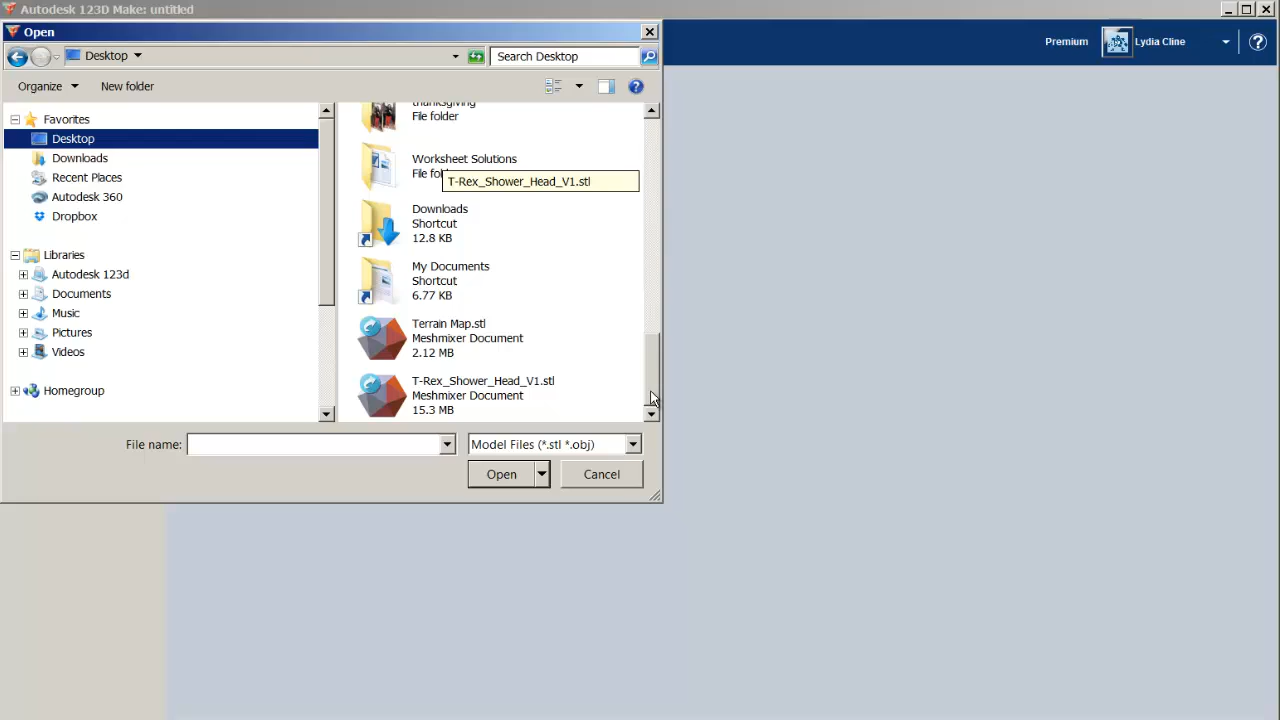 Autodesk 123D Make: untitled
Open
Premium
Lydia Cline
Desktop
Search Desktop
Organize
New folder
Favorites
Desktop
Downloads
Recent Places
Autodesk 360
Dropbox
Libraries
Autodesk 123d
Documents
Music
Pictures
Videos
Homegroup
thanksgiving
File folder
Worksheet Solutions
T-Rex_Shower_Head_V1.stl
Downloads
Shortcut
12.8 KB
My Documents
Shortcut
6.77 KB
Terrain Map.stl
Meshmixer Document
2.12 MB
T-Rex_Shower_Head_V1.stl
Meshmixer Document
15.3 MB
File name:
Model Files (*.stl *.obj)
Open
Cancel